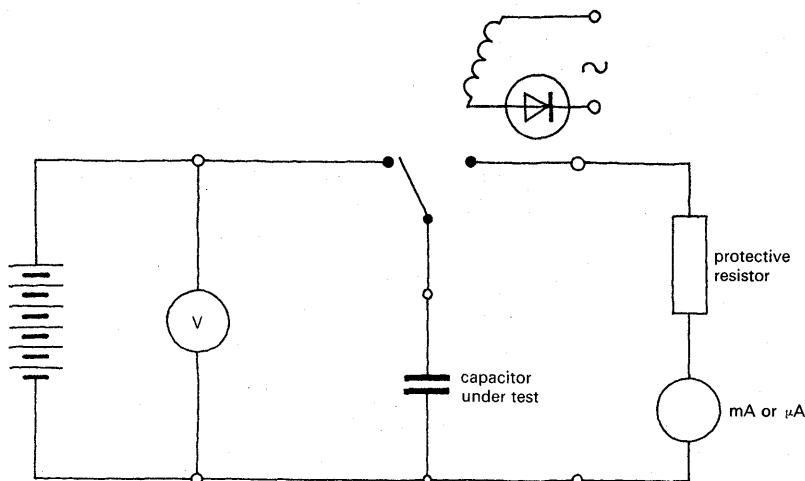 protective
resistor
V
capacitor
under test
mA or µA